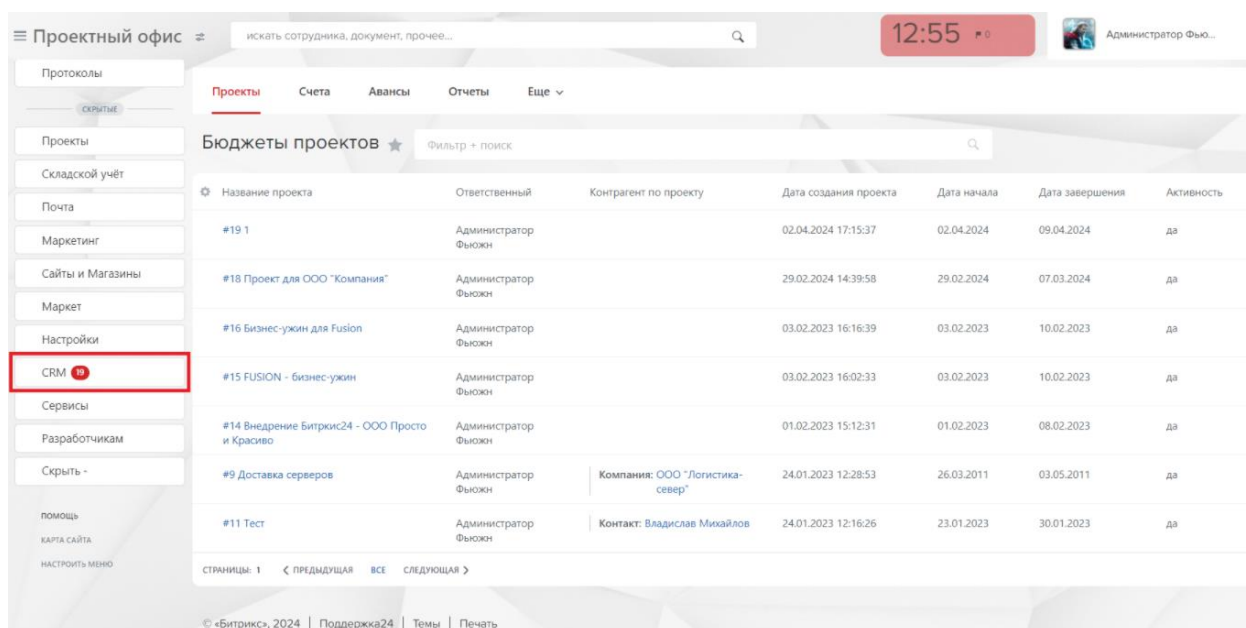 Проектный офис
искать сотрудника, документ, прочее...
12:55
0
Администратор Фью...
Протоколы
СКРЫТЫЕ
Проекты
Складской учёт
Почта
Маркетинг
Сайты и Магазины
Маркет
Настройки
CRM 19
Сервисы
Разработчикам
Скрыть -
ПОМОЩЬ
КАРТА САЙТА
НАСТРОИТЬ МЕНЮ
Проекты Счета Авансы Отчеты Еще
Бюджеты проектов
Фильтр + поиск
Название проекта Ответственный Контрагент по проекту Дата создания проекта Дата начала Дата завершения Активность
#19 1 Администратор 02.04.2024 17:15:37 02.04.2024 09.04.2024 да
Фьюжн
#18 Проект для ООО "Компания" Администратор 29.02.2024 14:39:58 29.02.2024 07.03.2024 да
Фьюжн
#16 Бизнес-ужин для Fusion Администратор 03.02.2023 16:16:39 03.02.2023 10.02.2023 да
Фьюжн
#15 FUSION - бизнес-ужин Администратор 03.02.2023 16:02:33 03.02.2023 10.02.2023 да
Фьюжн
#14 Внедрение Битркис24 - ООО Просто Администратор 01.02.2023 15:12:31 01.02.2023 08.02.2023 да
и Красиво Фьюжн
#9 Доставка серверов Администратор Компания: ООО "Логистика- 24.01.2023 12:28:53 26.03.2011 03.05.2011 да
Фьюжн север"
#11 Тест Администратор Контакт: Владислав Михайлов 24.01.2023 12:16:26 23.01.2023 30.01.2023 да
Фьюжн
СТРАНИЦЫ: 1 ПРЕДЫДУЩАЯ ВСЕ СЛЕДУЮЩАЯ
© «Битрикс», 2024 | Поддержка24 | Темы | Печать